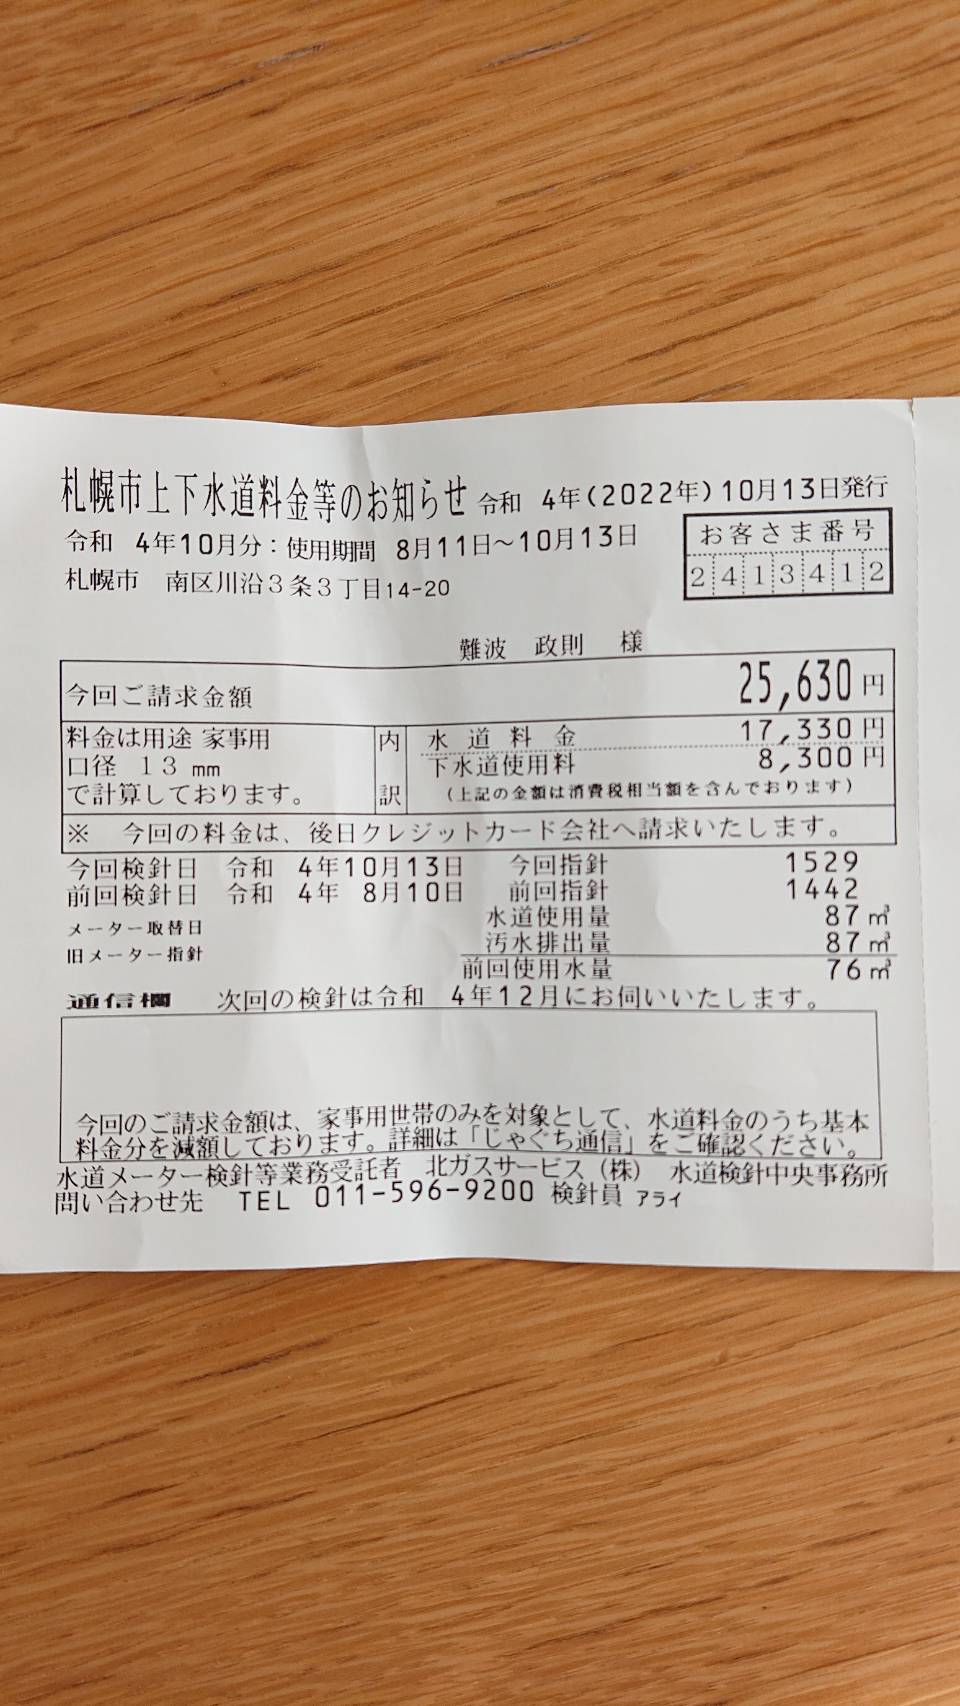 札幌市上下水道料金等のお知らせ 令和 4年(2022年)10月13日発行
令和 4年10月分：使用期間 8月11日～10月13日
お客さま番号
札幌市 南区川沿３条３丁目14-20
2413412
難波 政則 様
今回ご請求金額 25,630円
料金は用途 家事用 内 水道料金 17,330円
口径 13 mm 下水道使用料 8,300円
で計算しております。 訳 (上記の金額は消費税相当額を含んでおります)
※ 今回の料金は、後日クレジットカード会社へ請求いたします。
今回検針日 令和 4年10月13日 今回指針 1529
前回検針日 令和 4年 8月10日 前回指針 1442
メーター取替日 水道使用量 87㎥
旧メーター指針 汚水排出量 87㎥
前回使用水量 76㎥
通信欄 次回の検針は令和 4年12月にお伺いいたします。
今回のご請求金額は、家事用世帯のみを対象として、水道料金のうち基本
料金分を減額しております。詳細は「じゃぐち通信」をご確認ください。
水道メーター検針等業務受託者 北ガスサービス（株） 水道検針中央事務所
問い合わせ先 TEL 011-596-9200 検針員 アライ